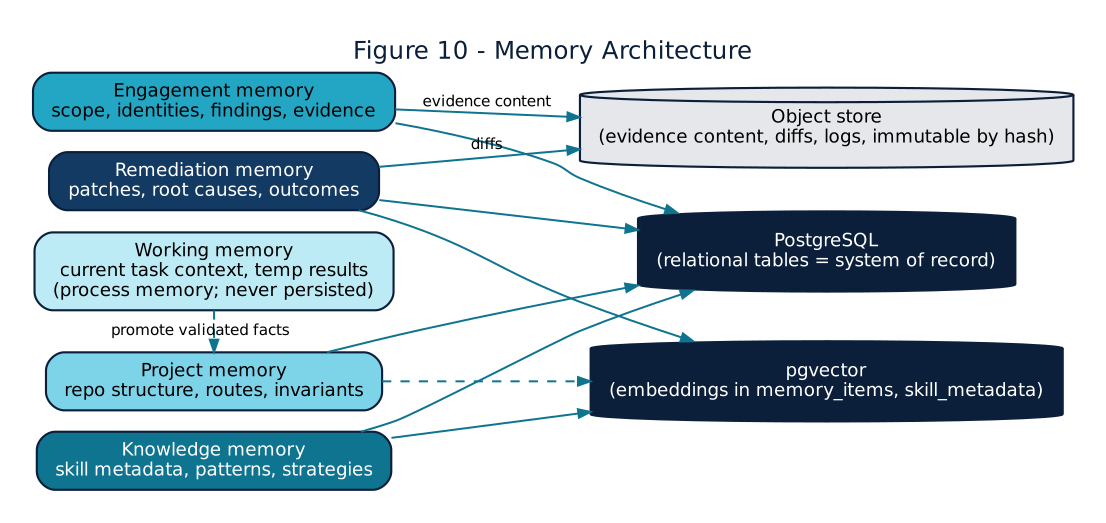 Figure 10 - Memory Architecture
Engagement memory
scope, identities, findings, evidence
evidence content
Object store
(evidence content, diffs, logs, immutable by hash)
diffs
Remediation memory
patches, root causes, outcomes
PostgreSQL
(relational tables = system of record)
Working memory
current task context, temp results
(process memory; never persisted)
promote validated facts
Project memory
repo structure, routes, invariants
pgvector
(embeddings in memory_items, skill_metadata)
Knowledge memory
skill metadata, patterns, strategies